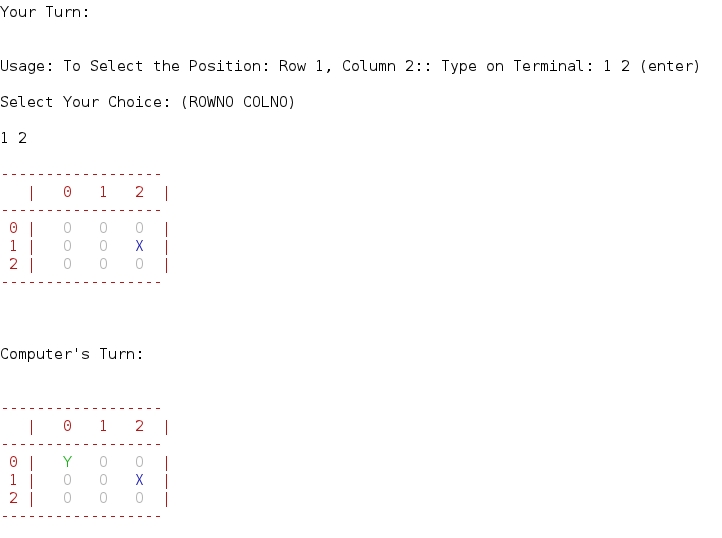 Your Turn:
Usage: To Select the Position: Row 1, Column 2:: Type on Terminal: 1 2 (enter)
Select Your Choice: (ROWNO COLNO)
1 2
------------------
   |   0   1   2  |
------------------
 0 |   0   0   0  |
 1 |   0   0   X  |
 2 |   0   0   0  |
------------------
Computer's Turn:
------------------
   |   0   1   2  |
------------------
 0 |   Y   0   0  |
 1 |   0   0   X  |
 2 |   0   0   0  |
------------------